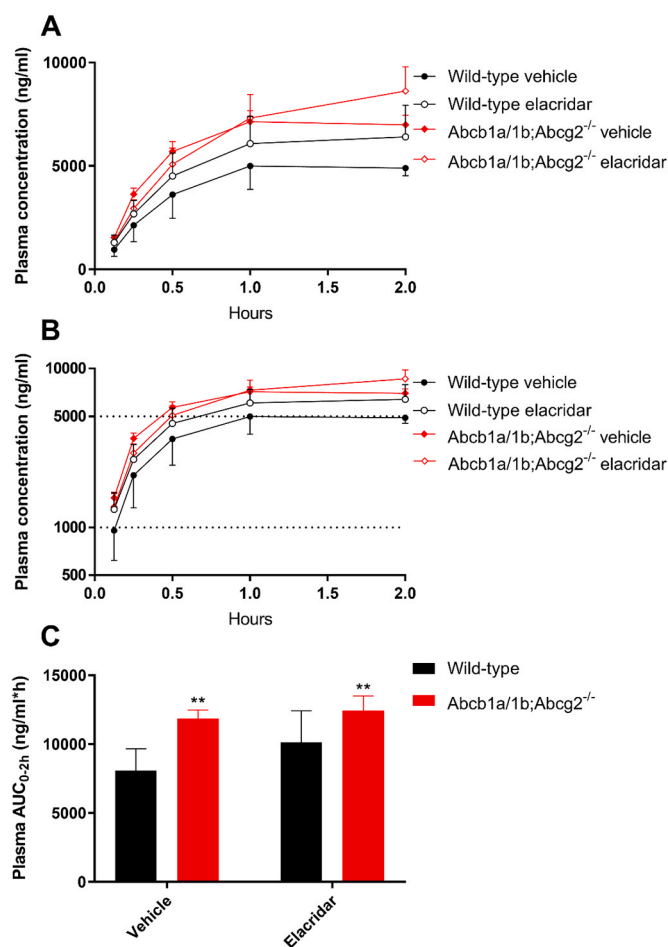 A
Plasma concentration (ng/ml)
10000
5000
0
0.0 0.5 1.0 1.5 2.0
Hours
Wild-type vehicle
Wild-type elacridar
Abcb1a/1b;Abcg2-/- vehicle
Abcb1a/1b;Abcg2-/- elacridar
B
Plasma concentration (ng/ml)
10000
5000
1000
500
0.0 0.5 1.0 1.5 2.0
Hours
Wild-type vehicle
Wild-type elacridar
Abcb1a/1b;Abcg2-/- vehicle
Abcb1a/1b;Abcg2-/- elacridar
C
Plasma AUC0-2h (ng/ml*h)
15000
10000
5000
0
** **
Vehicle Elacridar
Wild-type
Abcb1a/1b;Abcg2-/-